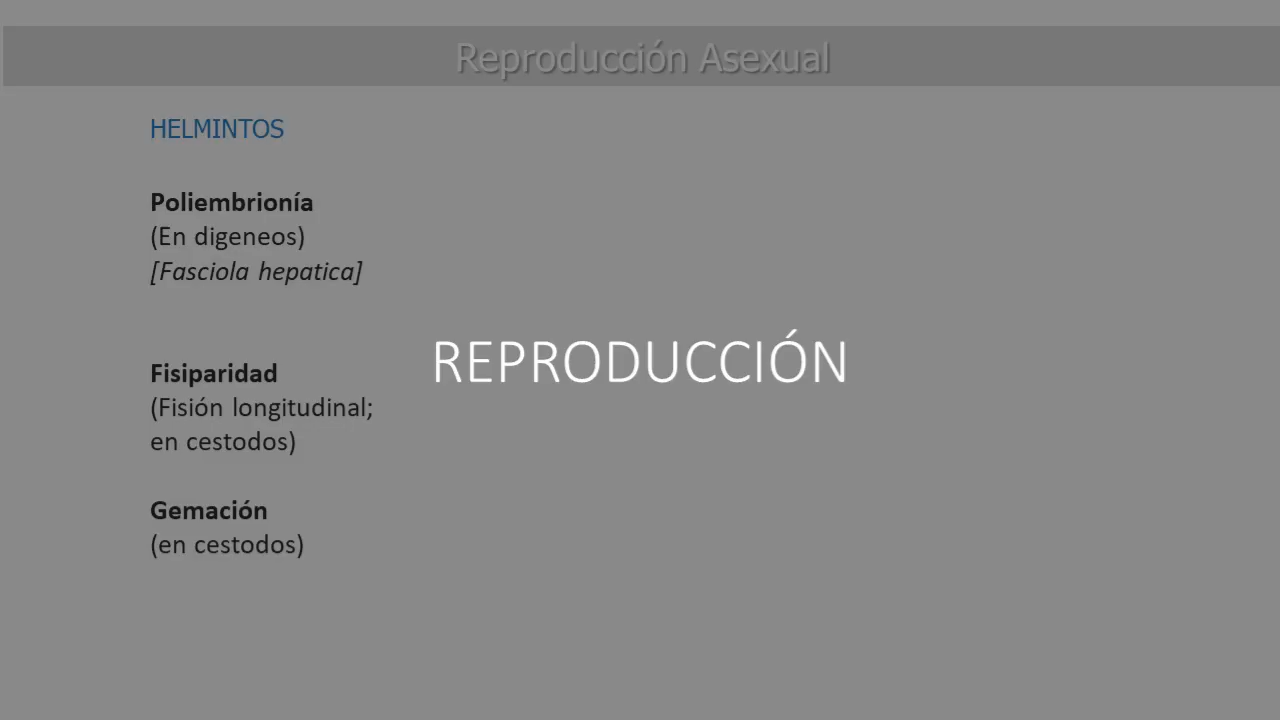 Reproducción Asexual
HELMINTOS
Poliembrionía
(En digeneos)
[Fasciola hepatica]
REPRODUCCIÓN
Fisiparidad
(Fisión longitudinal;
en cestodos)
Gemación
(en cestodos)